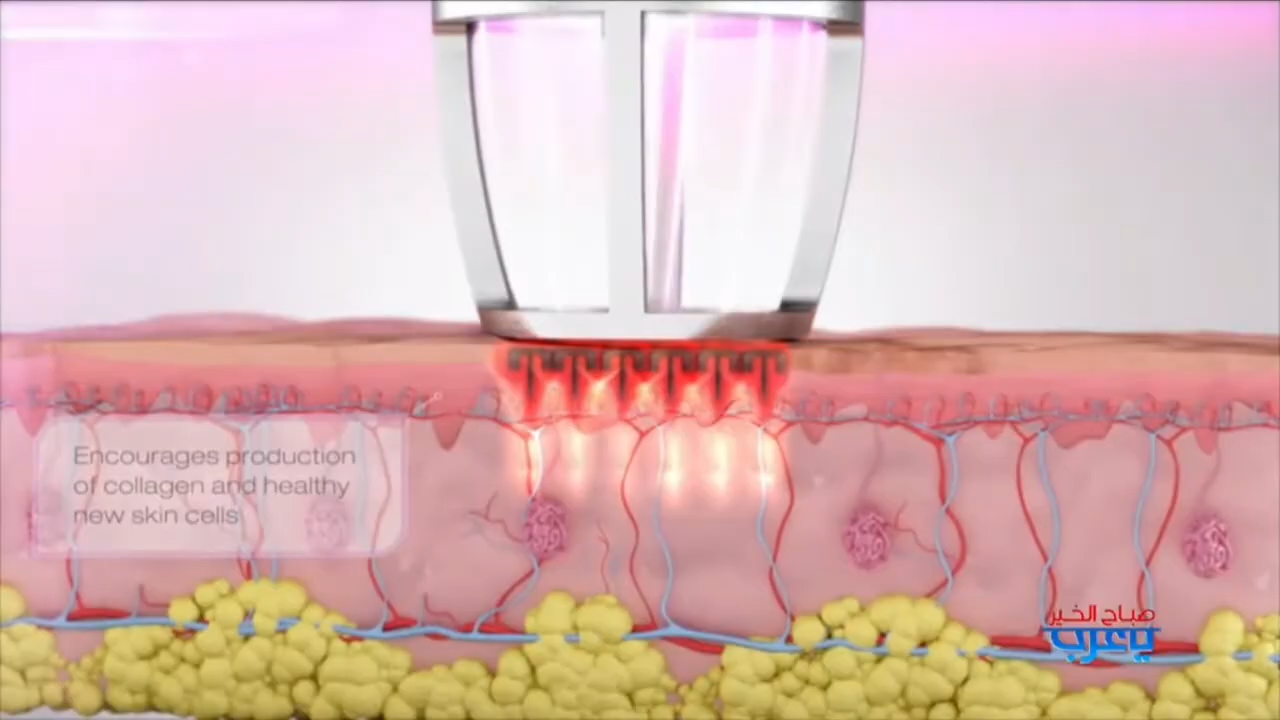 Encourages production
of collagen and healthy
new skin cells
صباح الخير
يا عرب